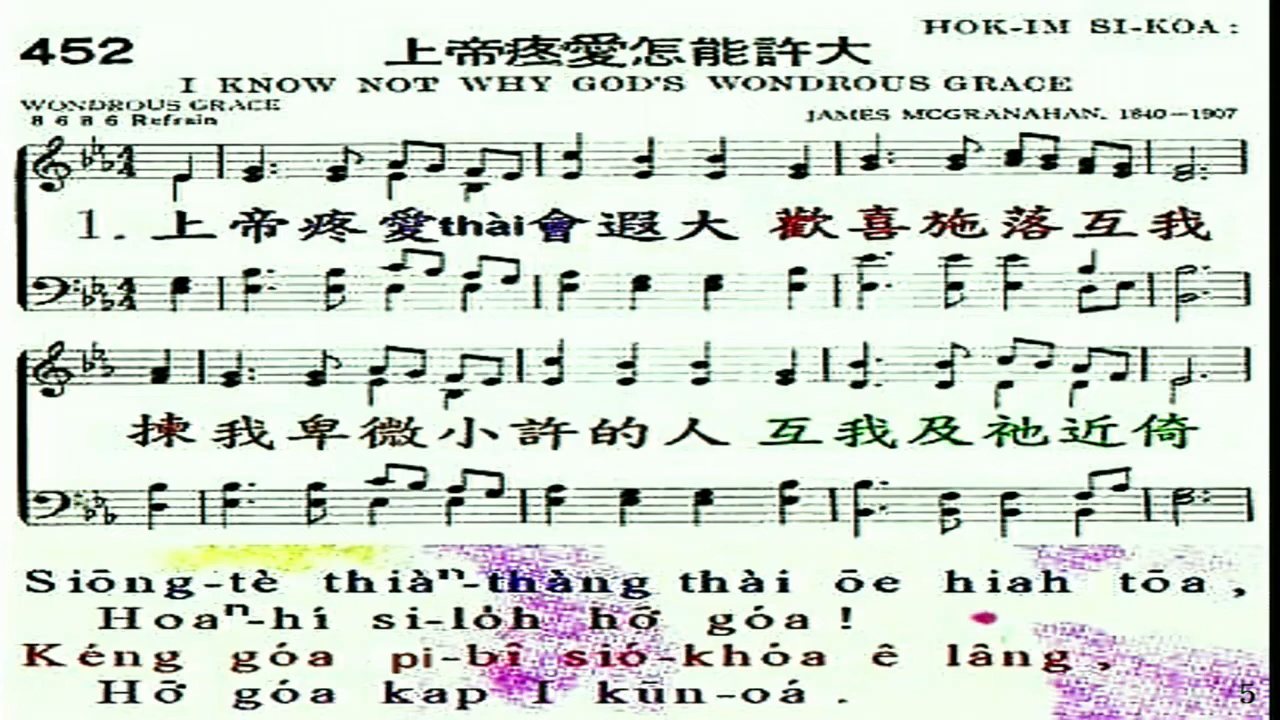 HOK-IM SI-KOA :
452 上帝疼愛怎能許大
I KNOW NOT WHY GOD'S WONDROUS GRACE
WONDROUS GRACE
8 6 8 6 Refrain
JAMES MCGRANAHAN, 1840—1907
1. 上帝疼愛thài會遐大 歡喜施落互我
揀我卑微小許的人 互我及祂近倚
Siōng-tè thiàⁿ-thàng thài ōe hiah tōa,
Hoaⁿ-hí si-lo̍h hō͘ góa !
Kéng góa pi-bî sió-khóa ê lâng,
Hō͘ góa kap I kūn-oá .
5